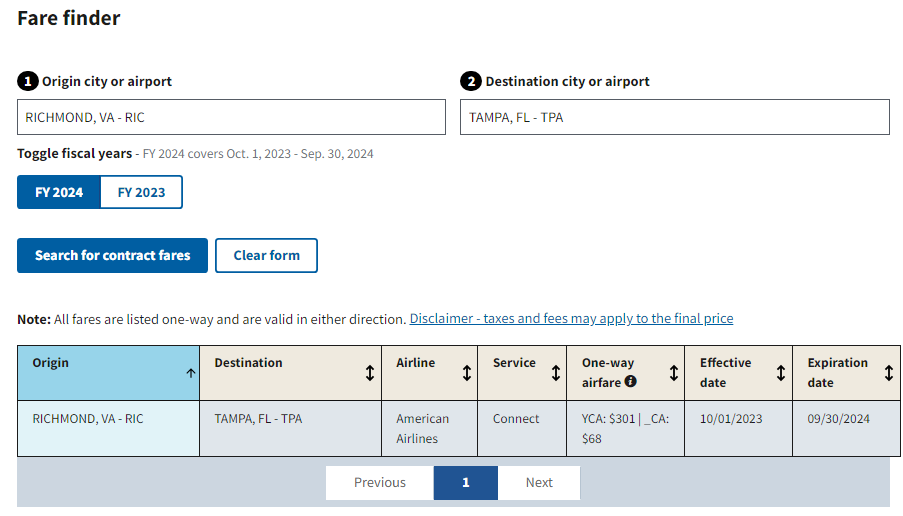 Fare finder
1 Origin city or airport
2 Destination city or airport
RICHMOND, VA - RIC
TAMPA, FL - TPA
Toggle fiscal years - FY 2024 covers Oct. 1, 2023 - Sep. 30, 2024
FY 2024 FY 2023
Search for contract fares Clear form
Note: All fares are listed one-way and are valid in either direction. Disclaimer - taxes and fees may apply to the final price
Origin
Destination
Airline
Service
One-way
airfare
Effective
date
Expiration
date
RICHMOND, VA - RIC
TAMPA, FL - TPA
American
Airlines
Connect
YCA: $301 | _CA:
$68
10/01/2023
09/30/2024
Previous 1 Next